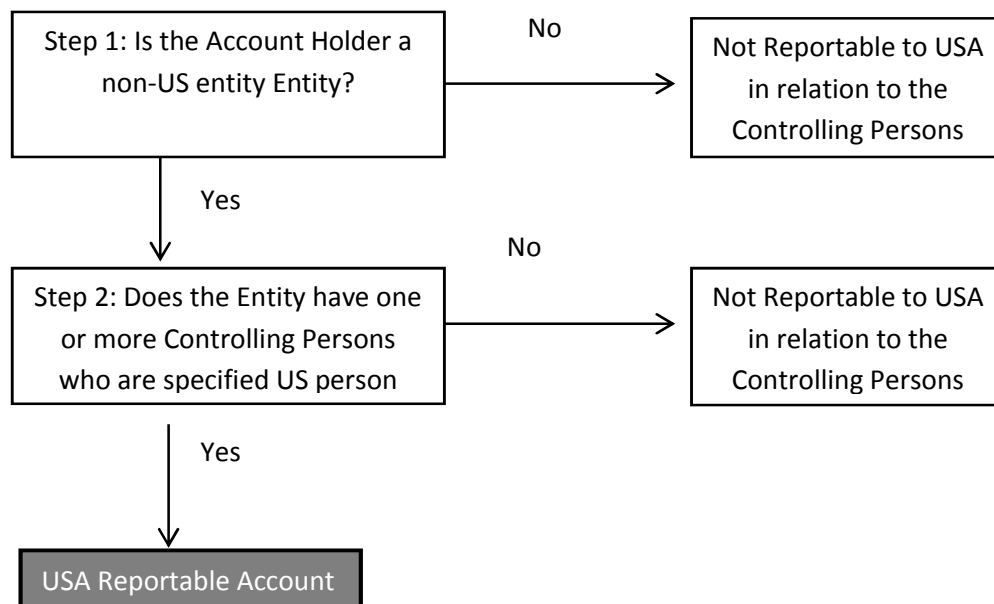 Step 1: Is the Account Holder a
non-US entity Entity?
No
Not Reportable to USA
in relation to the
Controlling Persons
Yes
Step 2: Does the Entity have one
or more Controlling Persons
who are specified US person
No
Not Reportable to USA
in relation to the
Controlling Persons
Yes
USA Reportable Account